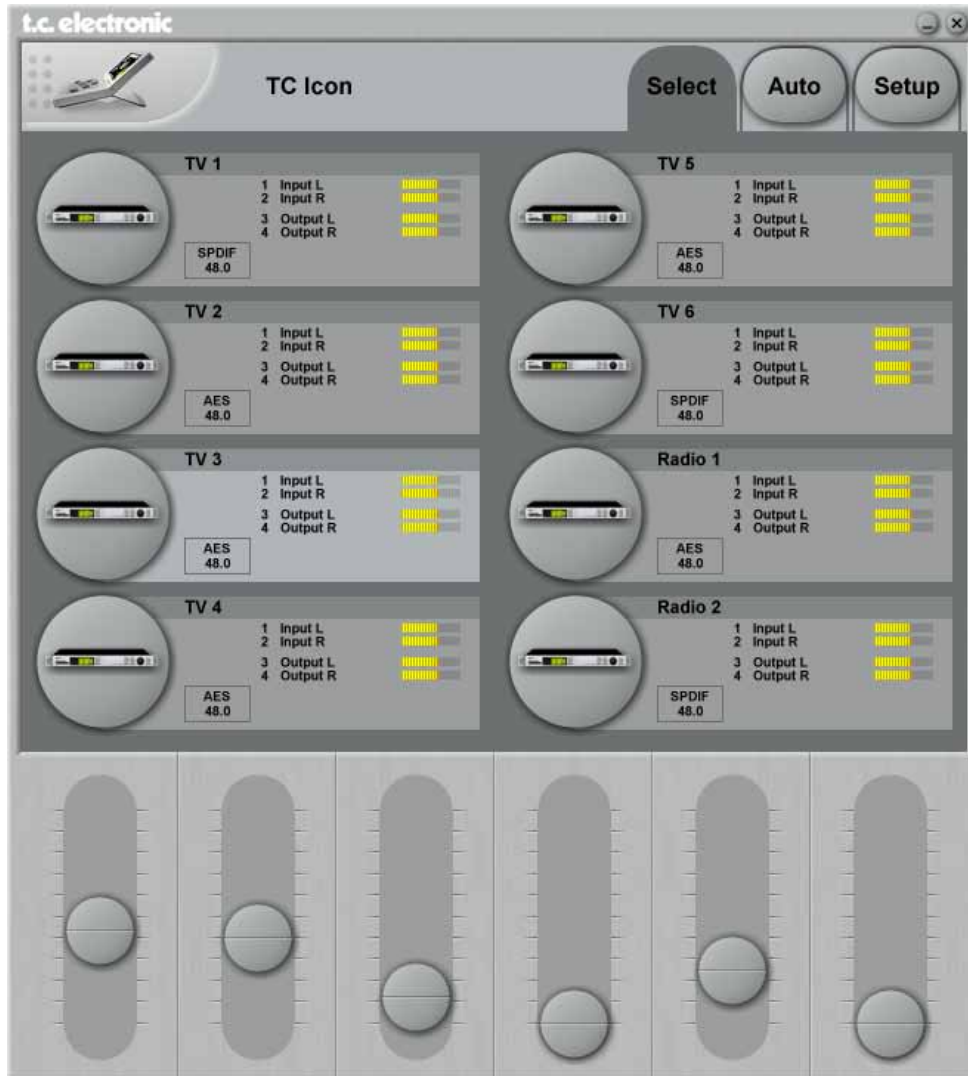 t.c. electronic
TC Icon
Select
Auto
Setup
TV 1
1 Input L
2 Input R
3 Output L
4 Output R
SPDIF
48.0
TV 2
1 Input L
2 Input R
3 Output L
4 Output R
AES
48.0
TV 3
1 Input L
2 Input R
3 Output L
4 Output R
AES
48.0
TV 4
1 Input L
2 Input R
3 Output L
4 Output R
AES
48.0
TV 5
1 Input L
2 Input R
3 Output L
4 Output R
AES
48.0
TV 6
1 Input L
2 Input R
3 Output L
4 Output R
SPDIF
48.0
Radio 1
1 Input L
2 Input R
3 Output L
4 Output R
AES
48.0
Radio 2
1 Input L
2 Input R
3 Output L
4 Output R
SPDIF
48.0